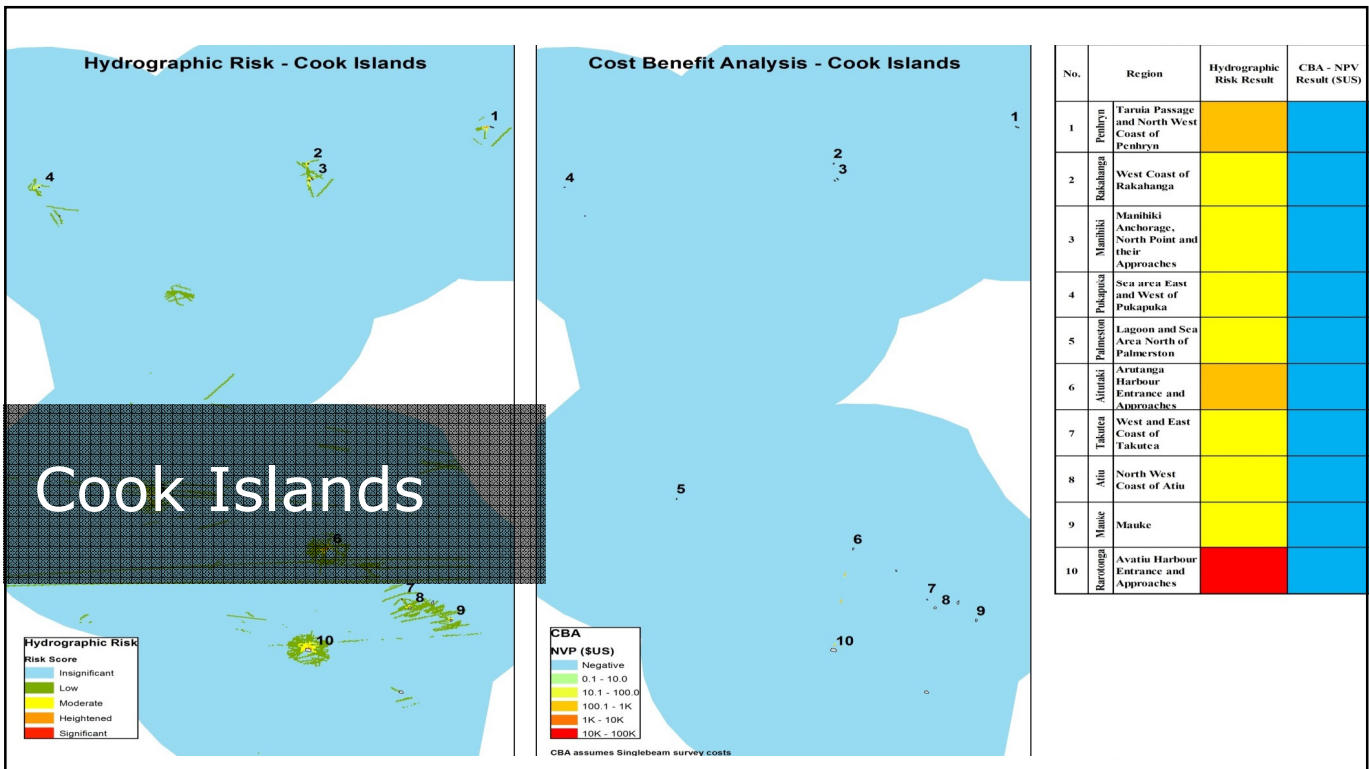 Hydrographic Risk - Cook Islands
1
2
3
4
6
7
8
9
10
Cook Islands
Hydrographic Risk
Risk Score
Insignificant
Low
Moderate
Heightened
Significant
Cost Benefit Analysis - Cook Islands
1
2
3
4
5
6
7
8
9
10
CBA
NVP ($US)
Negative
0.1 - 10.0
10.1 - 100.0
100.1 - 1K
1K - 10K
10K - 100K
CBA assumes Singlebeam survey costs
No.
Region
Hydrographic
Risk Result
CBA - NPV
Result ($US)
1
Penhryn
Taruia Passage
and North West
Coast of
Penhryn
2
Rakahanga
West Coast of
Rakahanga
3
Manihiki
Manihiki
Anchorage,
North Point and
their
Approaches
4
Pukapuka
Sea area East
and West of
Pukapuka
5
Palmeston
Lagoon and Sea
Area North of
Palmerston
6
Aitutaki
Arutanga
Harbour
Entrance and
Approaches
7
Takutea
West and East
Coast of
Takutea
8
Atiu
North West
Coast of Atiu
9
Mauke
Mauke
10
Rarotonga
Avatiu Harbour
Entrance and
Approaches